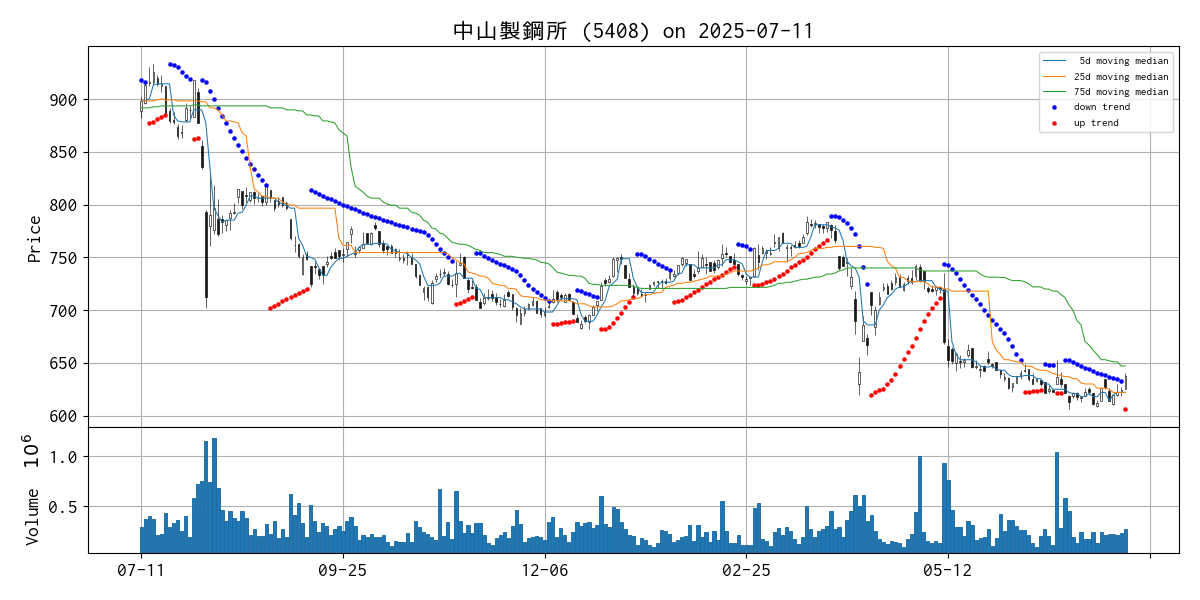 中山製鋼所 (5408) on 2025-07-11
5d moving median
25d moving median
75d moving median
down trend
up trend
Price
900
850
800
750
700
650
600
Volume 10^6
1.0
0.5
07-11
09-25
12-06
02-25
05-12